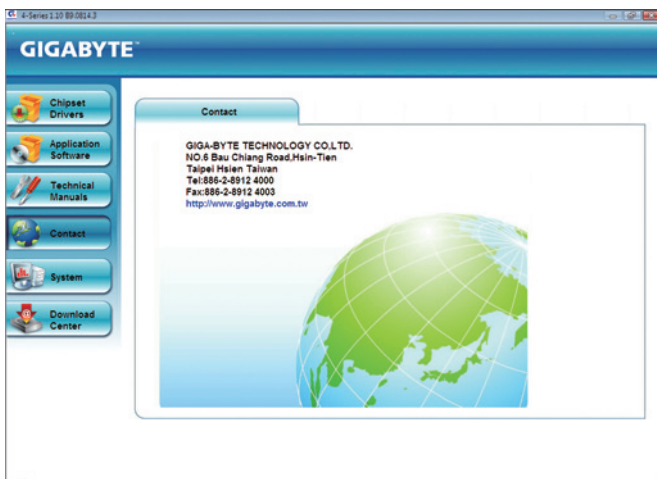 4-Series 1.10 B9.0814.3
GIGABYTE™
Chipset
Drivers
Application
Software
Technical
Manuals
Contact
System
Download
Center
Contact
GIGA-BYTE TECHNOLOGY CO,LTD.
NO.6 Bau Chiang Road,Hsin-Tien
Taipei Hsien Taiwan
Tel:886-2-8912 4000
Fax:886-2-8912 4003
http://www.gigabyte.com.tw